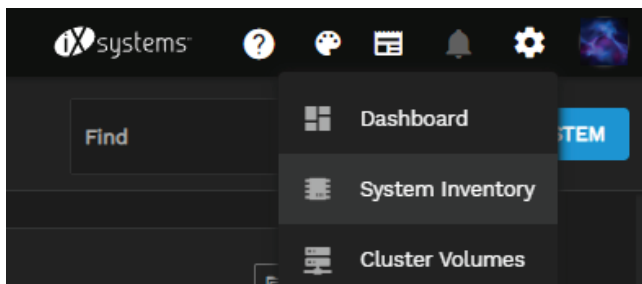 iXsystems
Find
STEM
Dashboard
System Inventory
Cluster Volumes